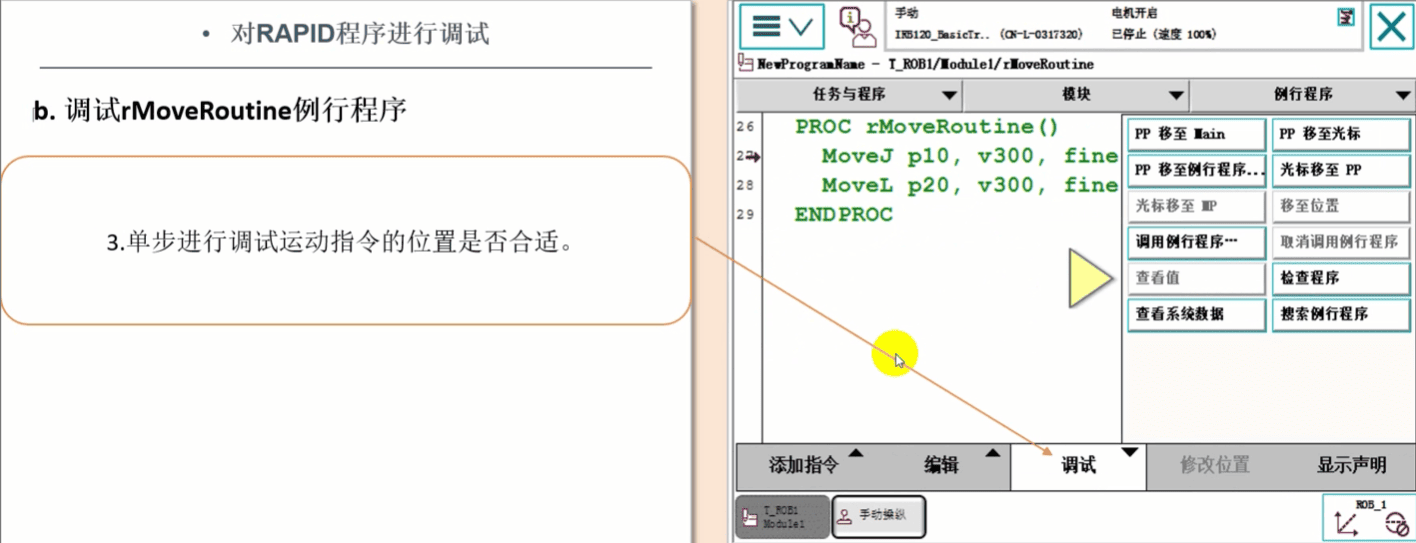 • 对RAPID程序进行调试
b. 调试rMoveRoutine例行程序
3.单步进行调试运动指令的位置是否合适。
手动
电机开启
IRB120_BasicTr.. (CN-L-0317320)
已停止 (速度 100%)
NewProgramName - T_ROB1/Module1/rMoveRoutine
任务与程序
模块
例行程序
26 PROC rMoveRoutine()
27 MoveJ p10, v300, fine
28 MoveL p20, v300, fine
29 ENDPROC
PP 移至 Main
PP 移至光标
PP 移至例行程序...
光标移至 PP
光标移至 MP
移至位置
调用例行程序...
取消调用例行程序
查看值
检查程序
查看系统数据
搜索例行程序
添加指令
编辑
调试
修改位置
显示声明
T_ROB1
Module1
手动操纵
ROB_1